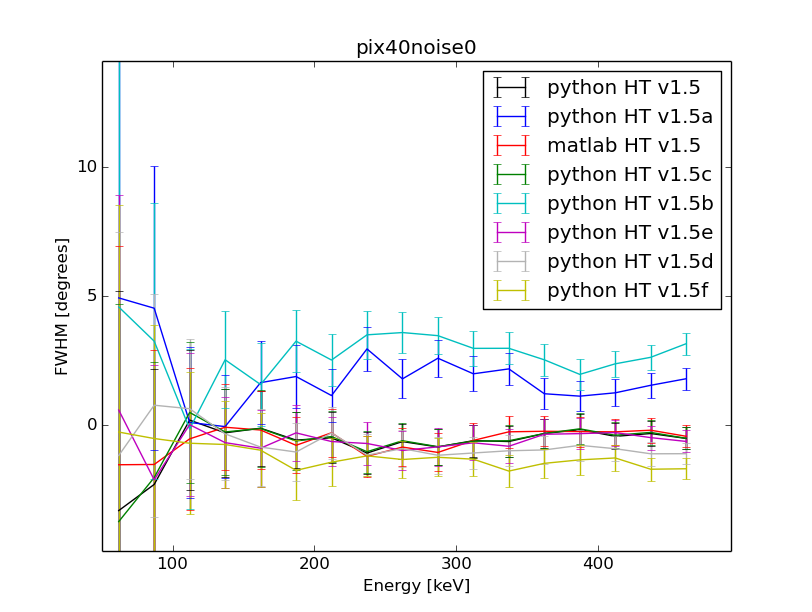 pix40noise0
python HT v1.5
python HT v1.5a
matlab HT v1.5
python HT v1.5c
python HT v1.5b
python HT v1.5e
python HT v1.5d
python HT v1.5f
10
5
0
FWHM [degrees]
100 200 300 400
Energy [keV]